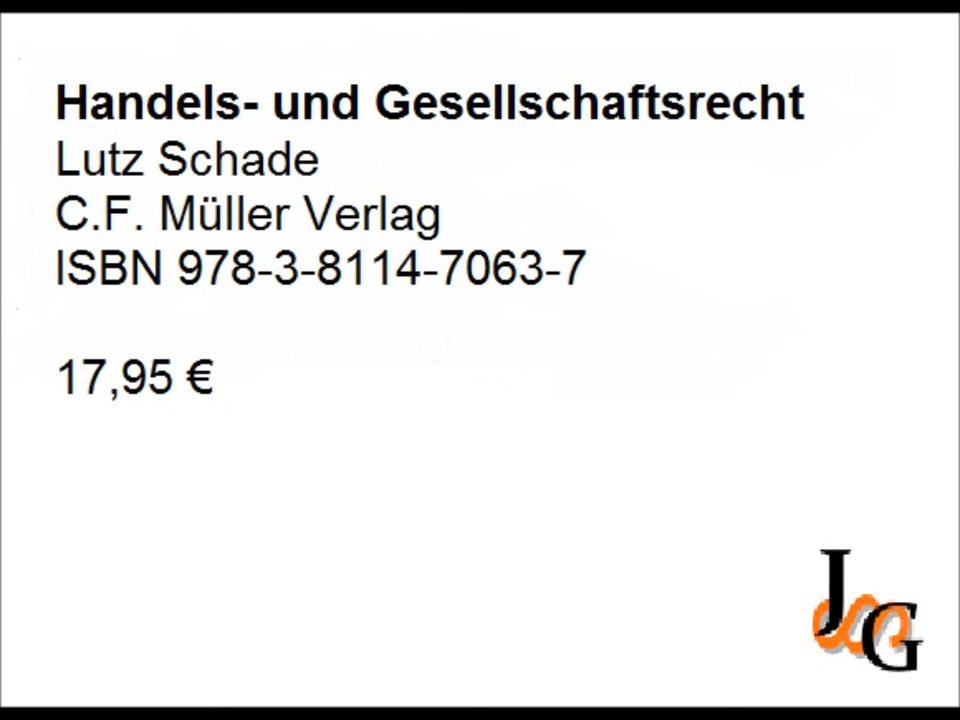 Handels- und Gesellschaftsrecht
Lutz Schade
C.F. Müller Verlag
ISBN 978-3-8114-7063-7
17,95 €
J§G